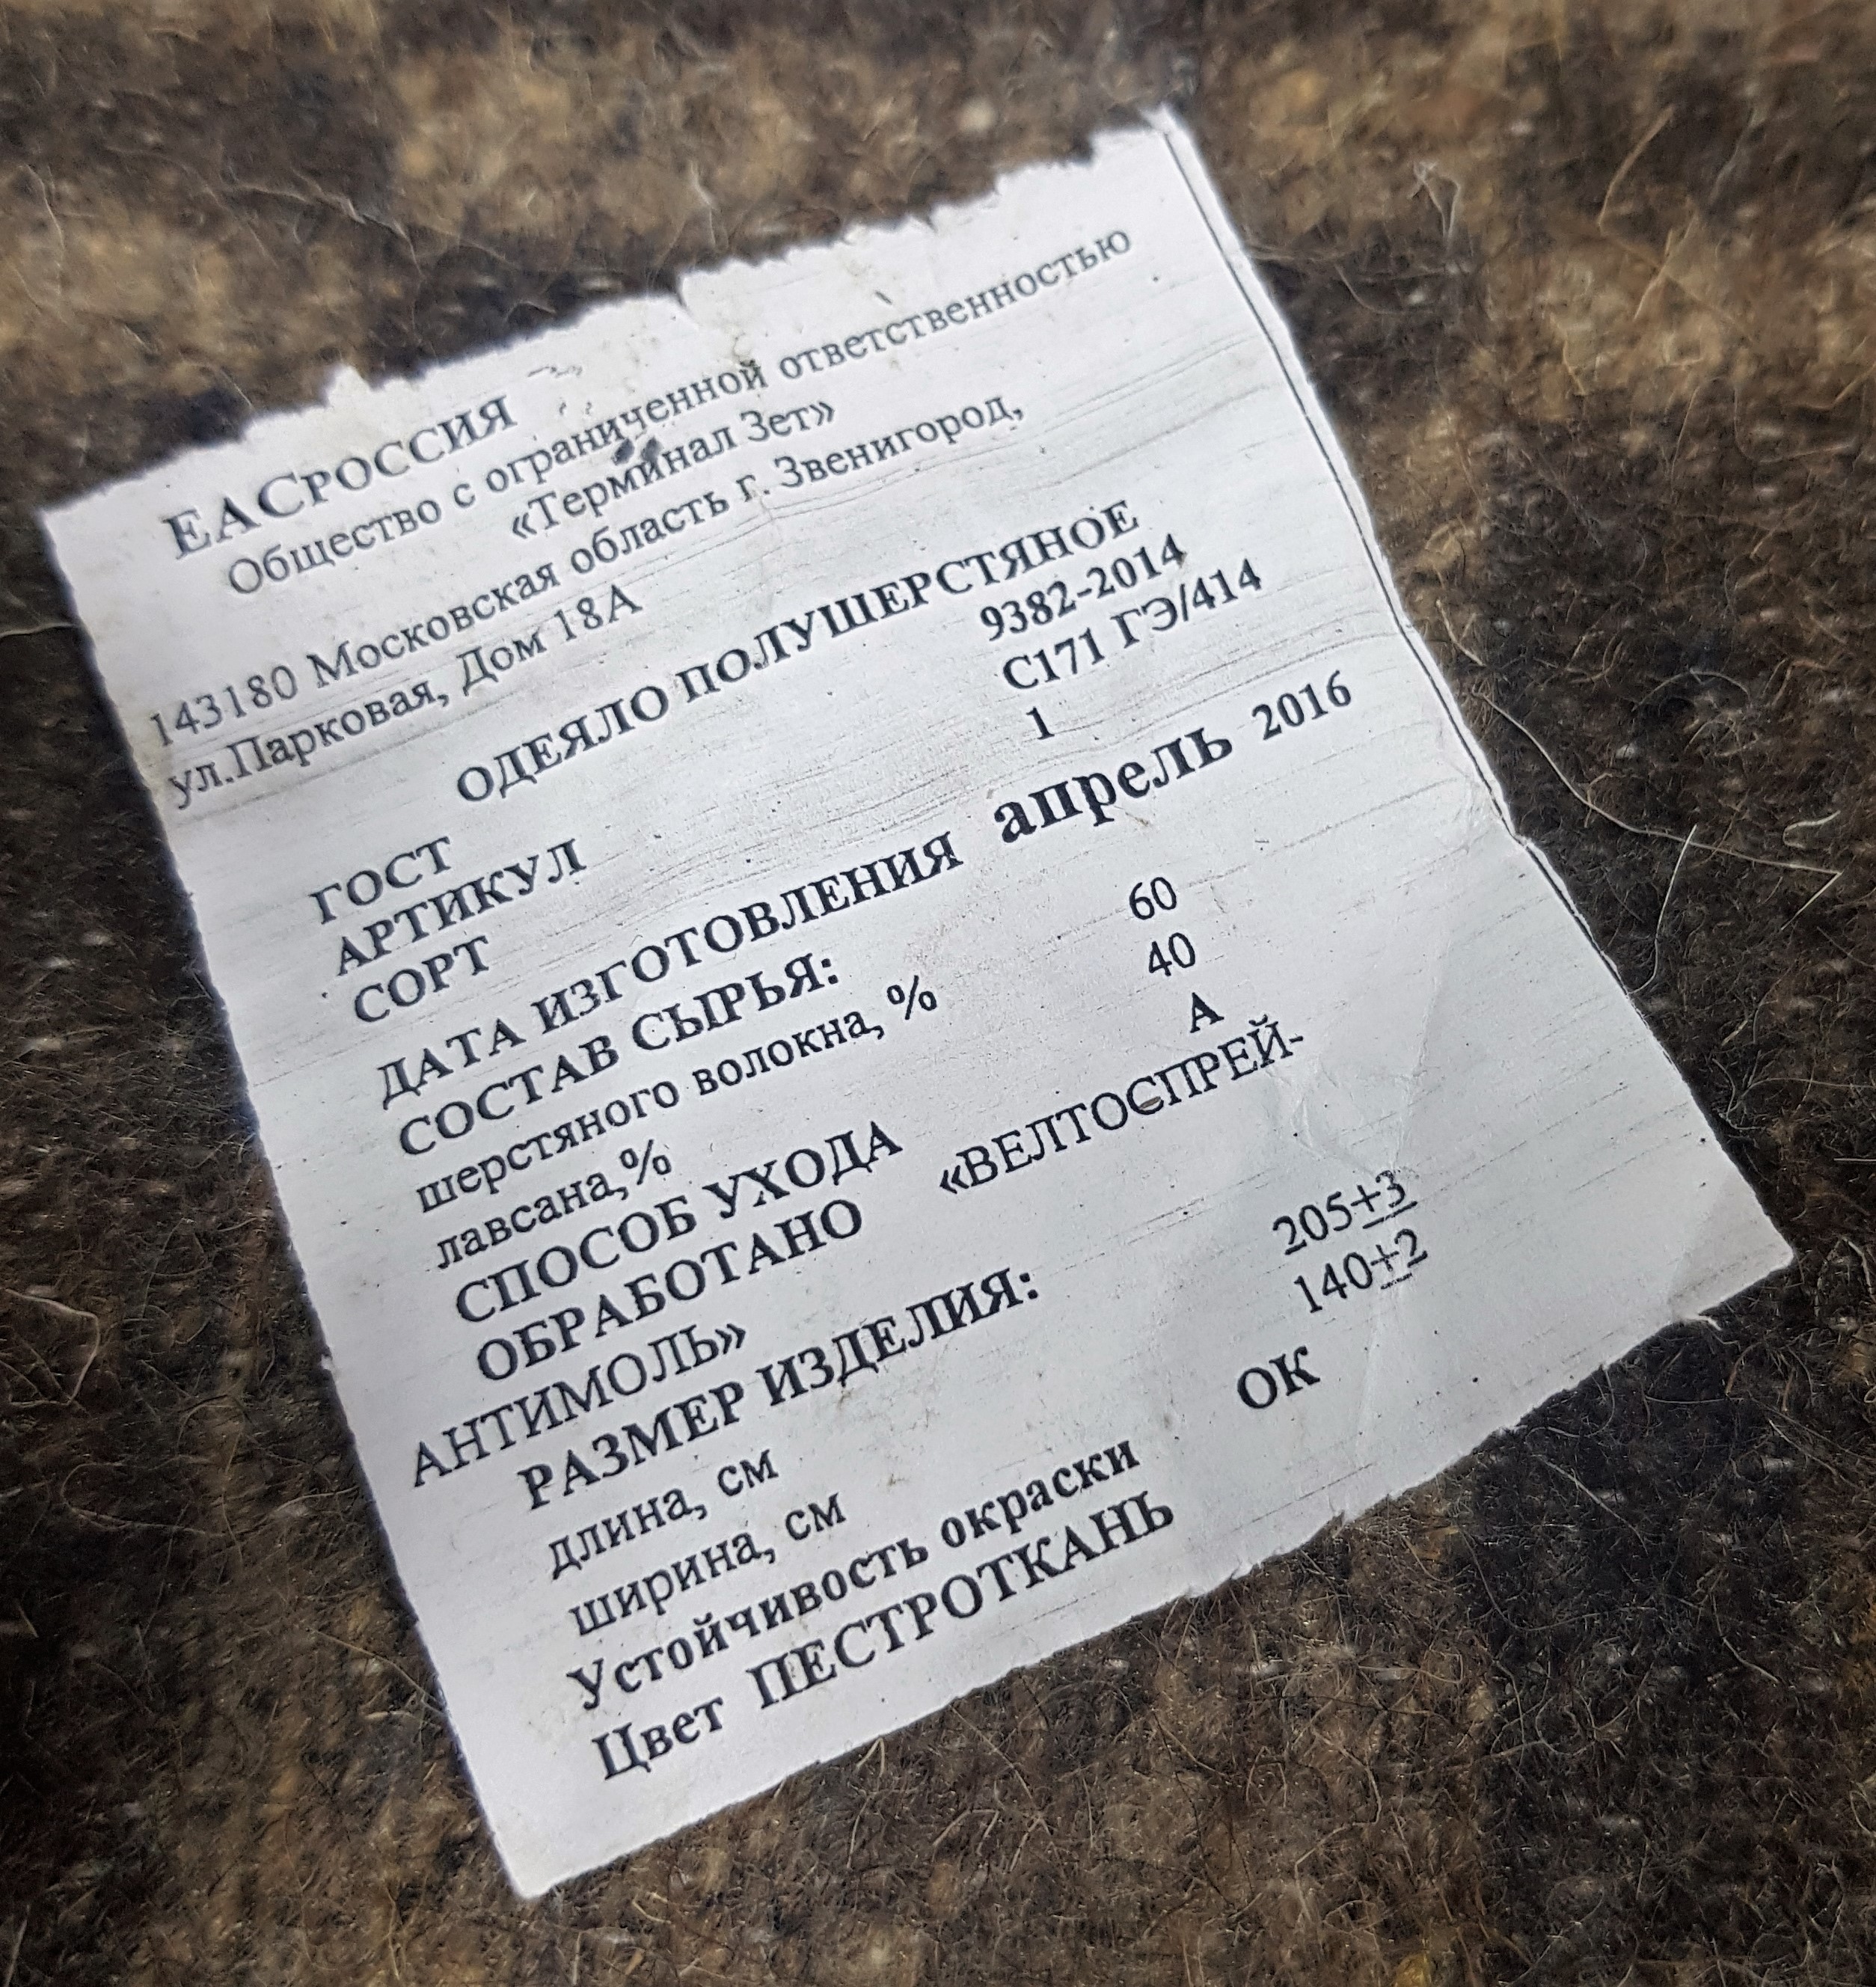 ЕАСРОССИЯ
Общество с ограниченной ответственностью
«Терминал Зет»
143180 Московская область г. Звенигород,
ул.Парковая, Дом 18А
ОДЕЯЛО ПОЛУШЕРСТЯНОЕ
ГОСТ 9382-2014
АРТИКУЛ С171 ГЭ/414
СОРТ 1
ДАТА ИЗГОТОВЛЕНИЯ апрель 2016
СОСТАВ СЫРЬЯ:
шерстяного волокна, % 60
лавсана,% 40
СПОСОБ УХОДА А
ОБРАБОТАНО «ВЕЛТОСПРЕЙ-
АНТИМОЛЬ»
РАЗМЕР ИЗДЕЛИЯ:
длина, см 205±3
ширина, см 140±2
Устойчивость окраски ОК
Цвет ПЕСТРОТКАНЬ